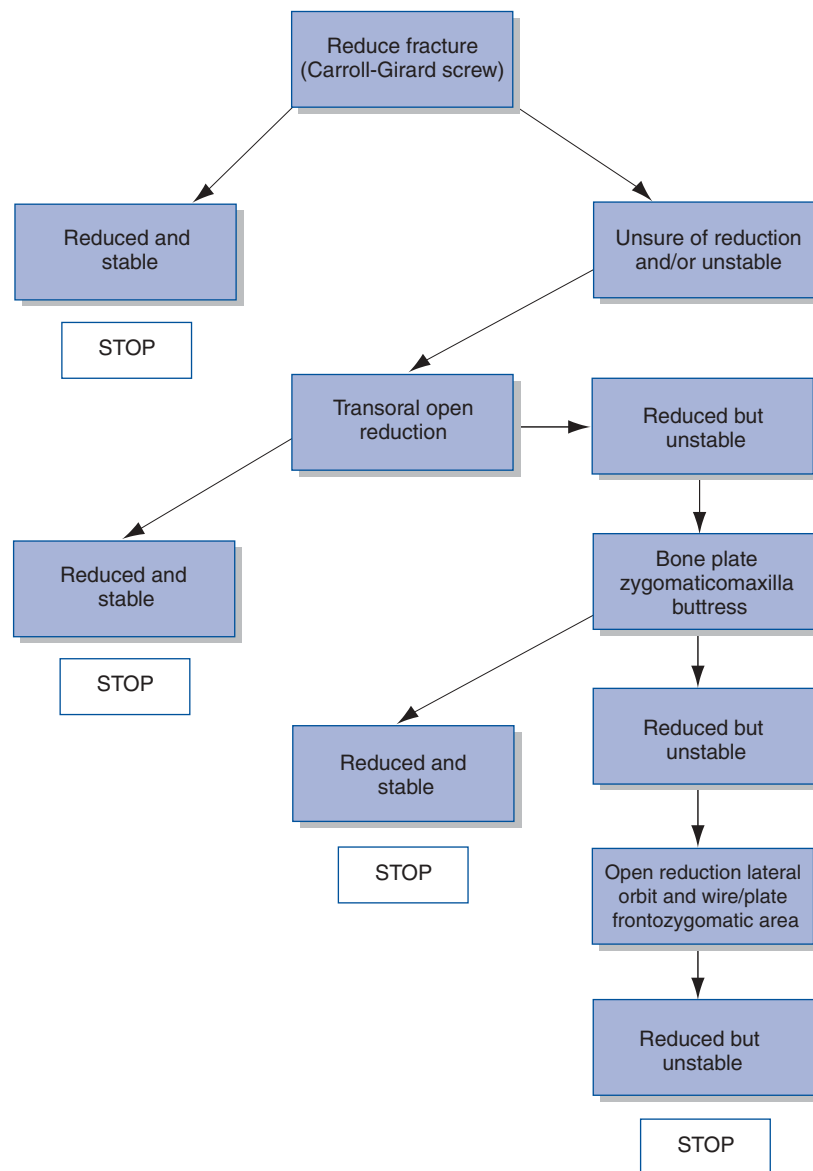 Reduce fracture
(Carroll-Girard screw)
Reduced and
stable
STOP
Unsure of reduction
and/or unstable
Transoral open
reduction
Reduced but
unstable
Reduced and
stable
STOP
Bone plate
zygomaticomaxilla
buttress
Reduced and
stable
STOP
Reduced but
unstable
Open reduction lateral
orbit and wire/plate
frontozygomatic area
Reduced but
unstable
STOP